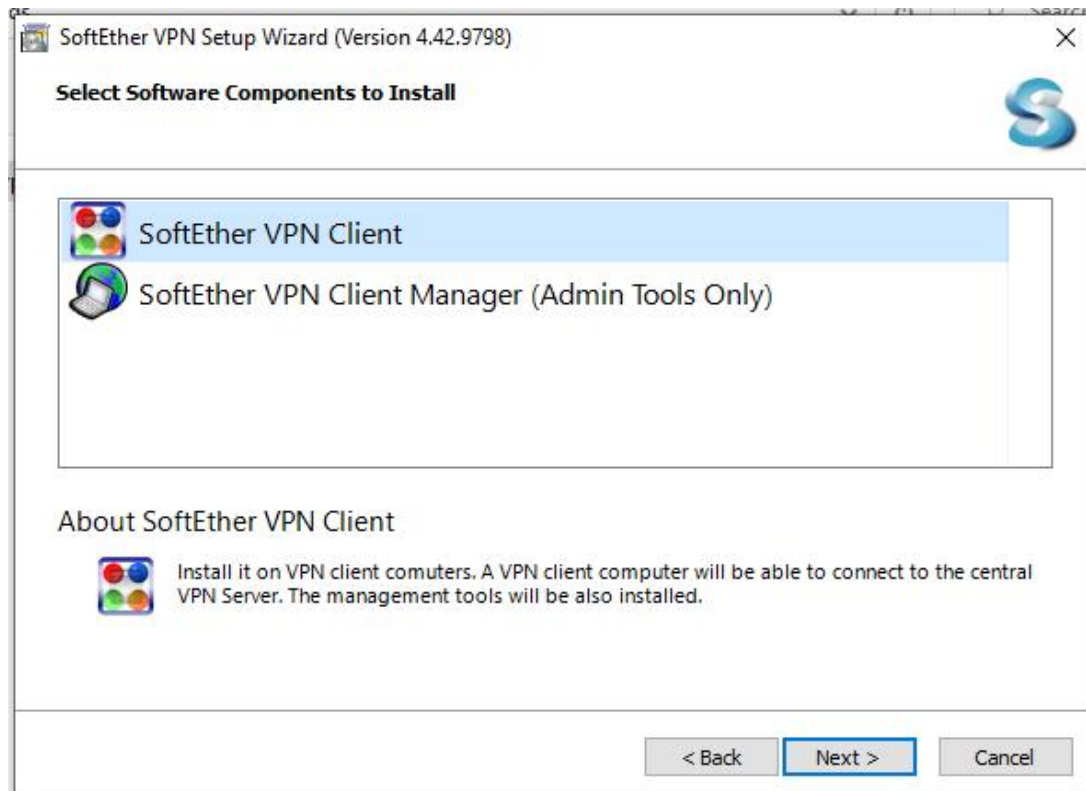 SoftEther VPN Setup Wizard (Version 4.42.9798)
Select Software Components to Install
SoftEther VPN Client
SoftEther VPN Client Manager (Admin Tools Only)
About SoftEther VPN Client
Install it on VPN client comuters. A VPN client computer will be able to connect to the central
VPN Server. The management tools will be also installed.
< Back
Next >
Cancel